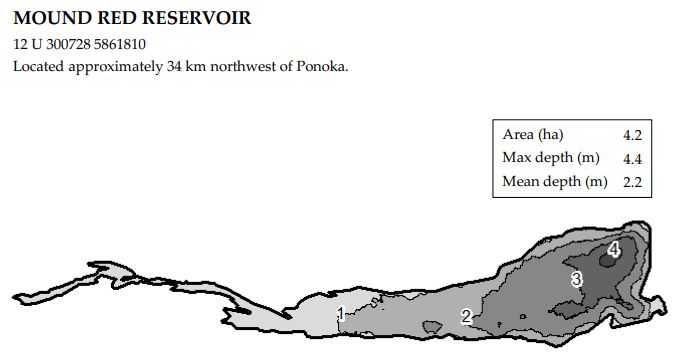 MOUND RED RESERVOIR
12 U 300728 5861810
Located approximately 34 km northwest of Ponoka.
Area (ha) 4.2
Max depth (m) 4.4
Mean depth (m) 2.2
4
3
1
2